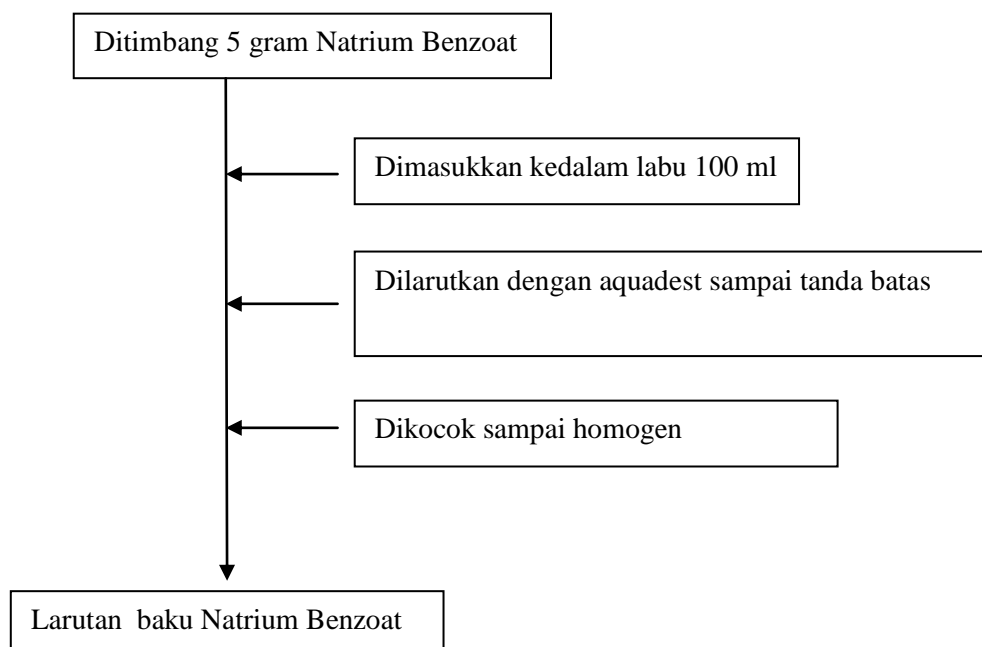 Ditimbang 5 gram Natrium Benzoat
Dimasukkan kedalam labu 100 ml
Dilarutkan dengan aquadest sampai tanda batas
Dikocok sampai homogen
Larutan baku Natrium Benzoat